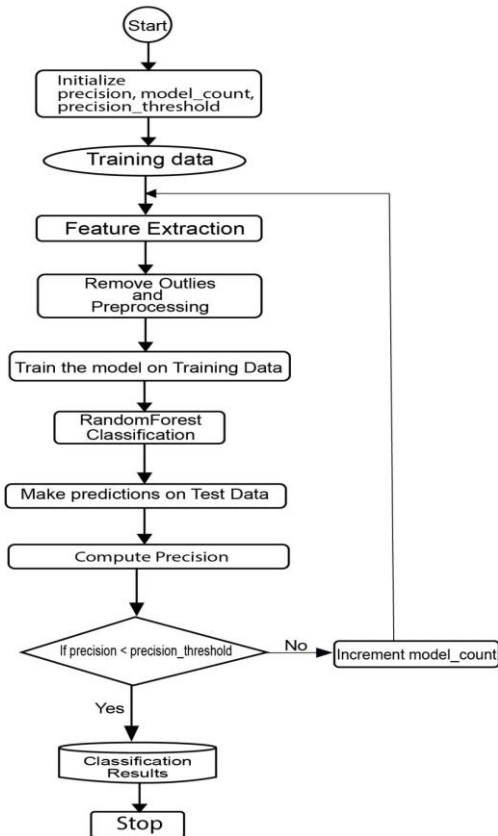 Start
Initialize
precision, model_count,
precision_threshold
Training data
Feature Extraction
Remove Outlies
and
Preprocessing
Train the model on Training Data
RandomForest
Classification
Make predictions on Test Data
Compute Precision
If precision < precision_threshold
No
Increment model_count
Yes
Classification
Results
Stop